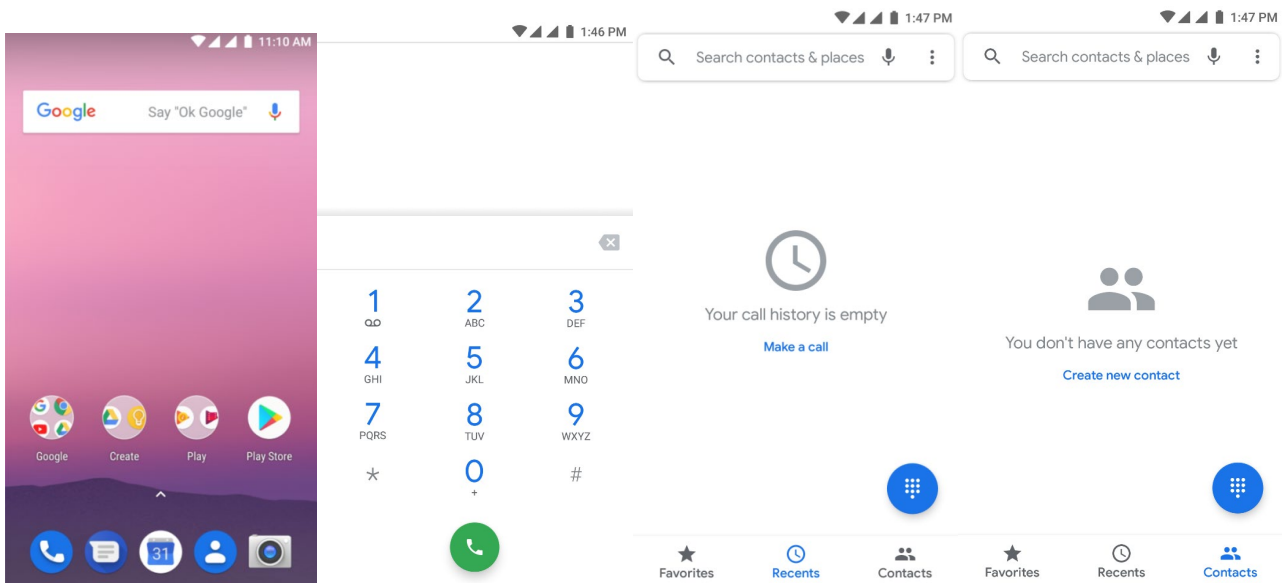 11:10 AM
Google Say "Ok Google"
Google Create Play Play Store
31
1:46 PM
1 2 3
ABC DEF
4 5 6
GHI JKL MNO
7 8 9
PQRS TUV WXYZ
* 0 #
+
1:47 PM
Search contacts & places
Your call history is empty
Make a call
Favorites Recents Contacts
1:47 PM
Search contacts & places
You don't have any contacts yet
Create new contact
Favorites Recents Contacts